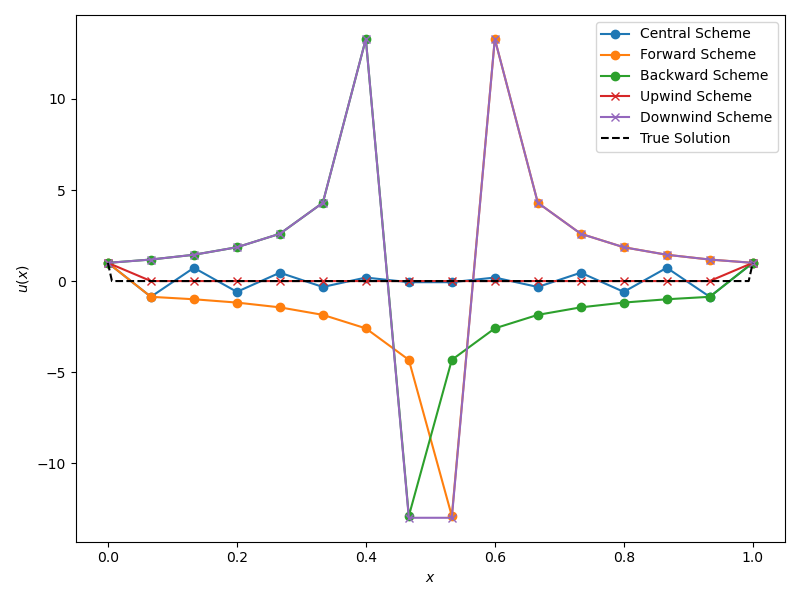 Central Scheme
Forward Scheme
Backward Scheme
Upwind Scheme
Downwind Scheme
True Solution
10
5
0
−5
−10
u(x)
0.0 0.2 0.4 0.6 0.8 1.0
x